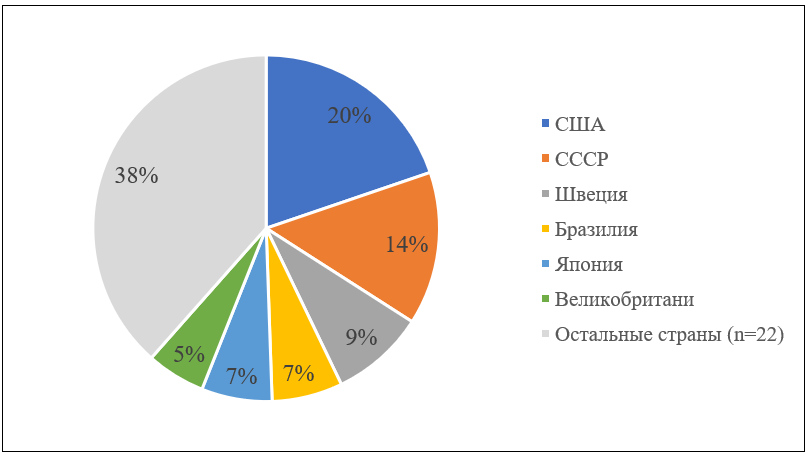 20%
14%
9%
7%
7%
5%
38%
США
СССР
Швеция
Бразилия
Япония
Великобритани
Остальные страны (n=22)